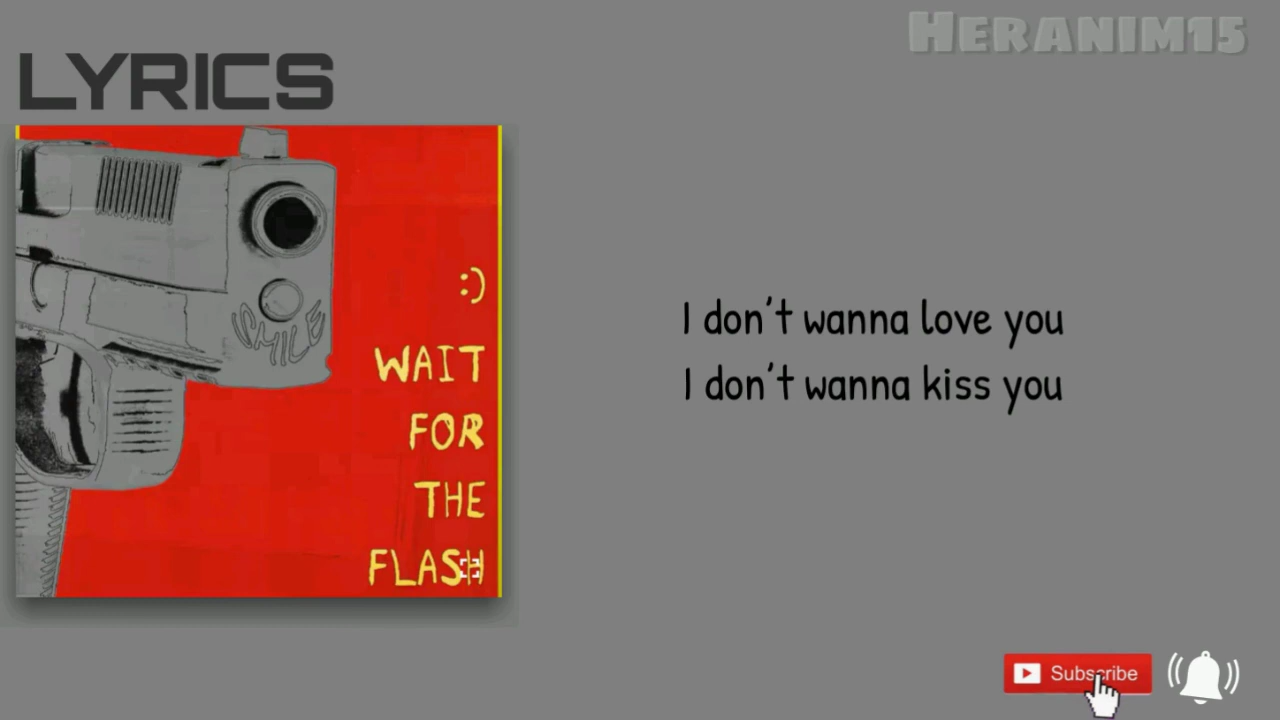 HERANIM15
LYRICS
SMILE
:)
WAIT
FOR
THE
FLASH
I don't wanna love you
I don't wanna kiss you
Subscribe